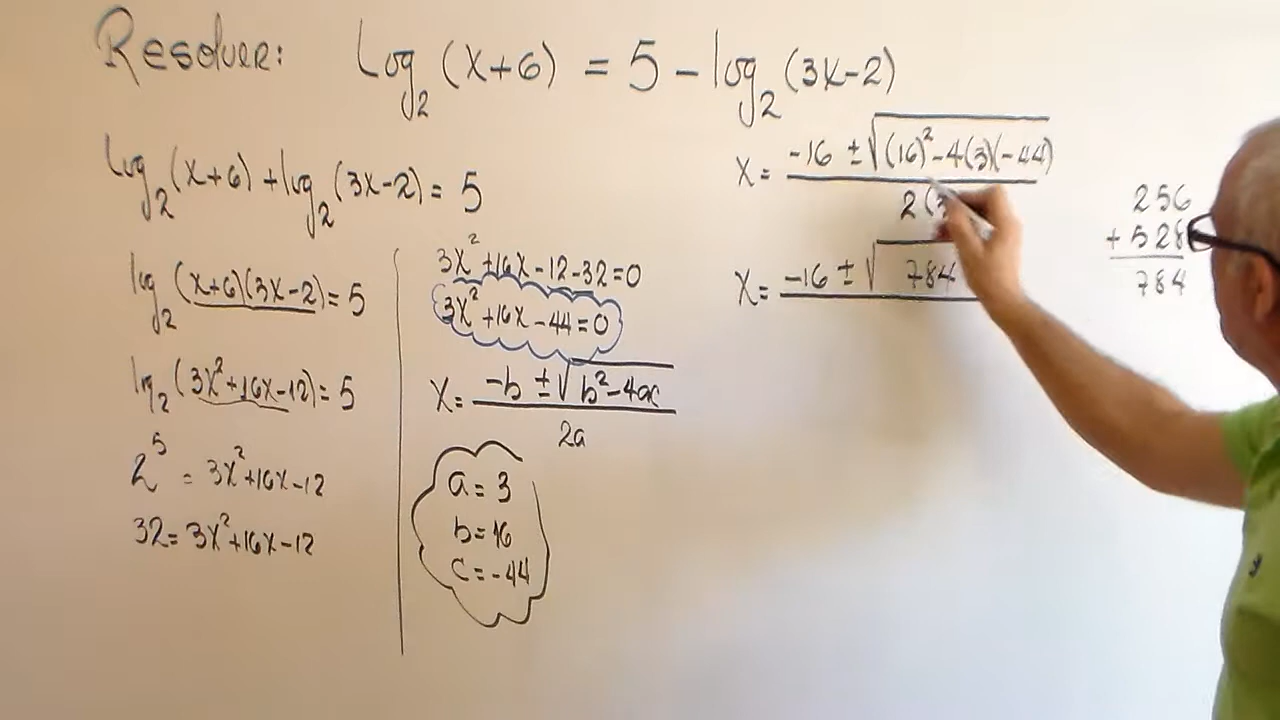 Resolver: Log₂(x+6) = 5 - log₂(3x-2)
log₂(x+6) + log₂(3x-2) = 5
log₂(x+6)(3x-2) = 5
log₂(3x²+16x-12) = 5
2⁵ = 3x²+16x-12
32 = 3x²+16x-12
3x²+16x-12-32=0
3x²+16x-44=0
x = (-b ± √(b²-4ac)) / 2a
a = 3
b = 16
c = -44
x = (-16 ± √((16)²-4(3)(-44))) / 2(3
x = -16 ± √784
256
+ 528
784